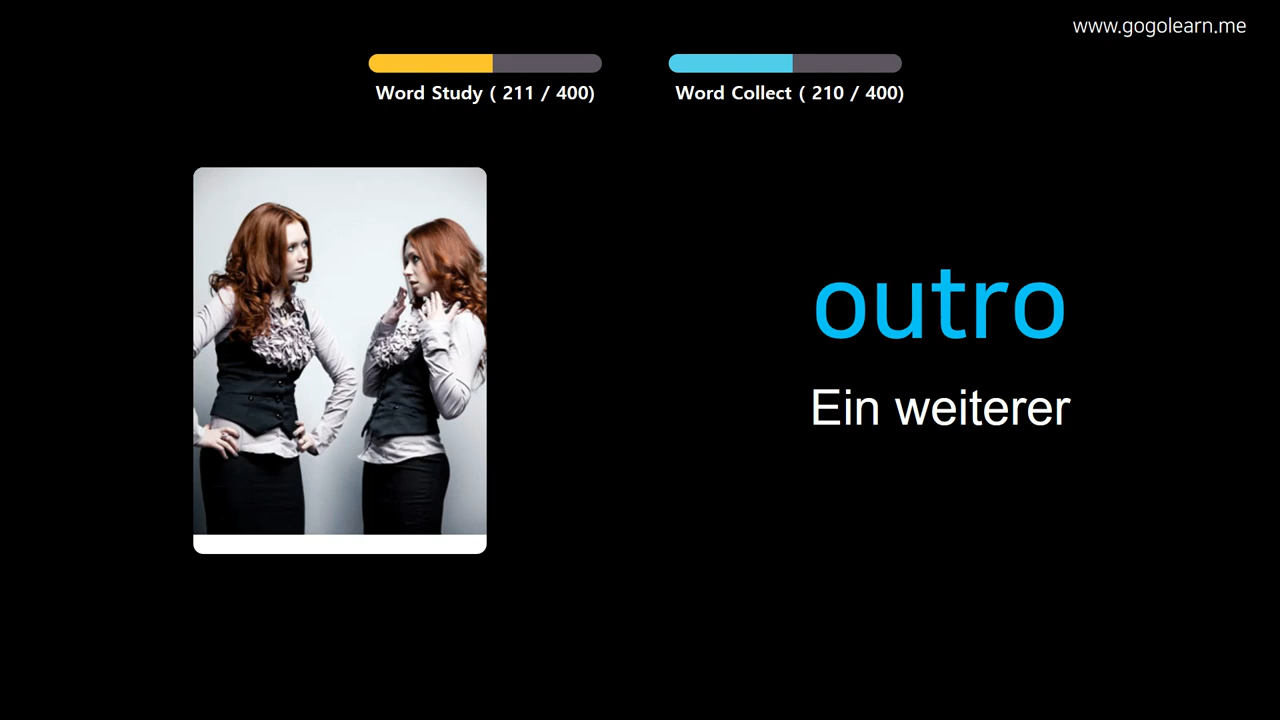 www.gogolearn.me
Word Study ( 211 / 400)
Word Collect ( 210 / 400)
outro
Ein weiterer